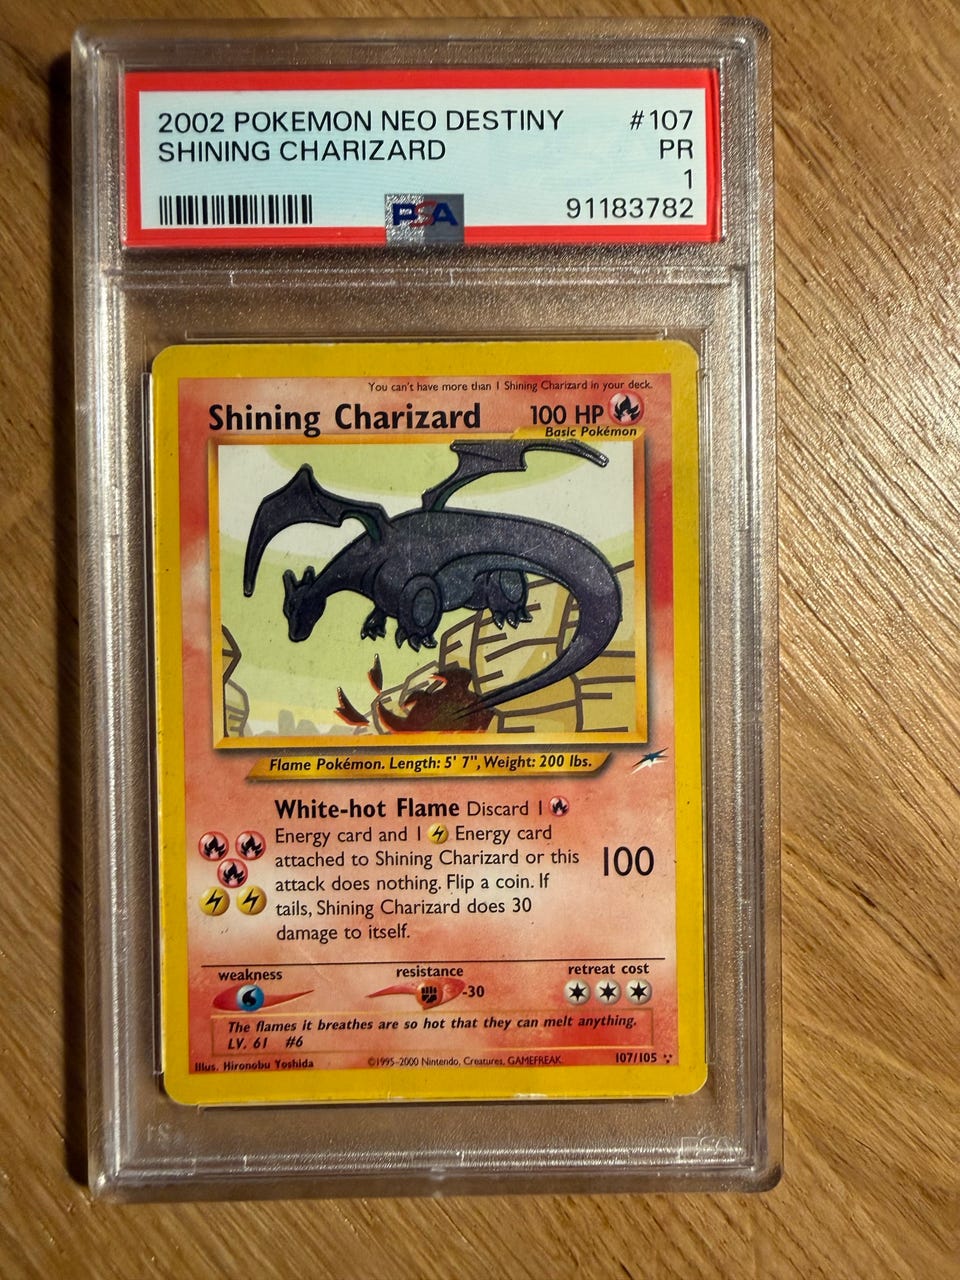 2002 POKEMON NEO DESTINY #107
SHINING CHARIZARD PR
1
91183782
PSA
You can't have more than 1 Shining Charizard in your deck.
Shining Charizard 100 HP
Basic Pokémon
Flame Pokémon. Length: 5' 7", Weight: 200 lbs.
White-hot Flame Discard 1
Energy card and 1 Energy card
attached to Shining Charizard or this
attack does nothing. Flip a coin. If
tails, Shining Charizard does 30
damage to itself.
100
weakness resistance retreat cost
-30
The flames it breathes are so hot that they can melt anything.
LV. 61 #6
Illus. Hironobu Yoshida ©1995-2000 Nintendo, Creatures, GAMEFREAK. 107/105
PSA